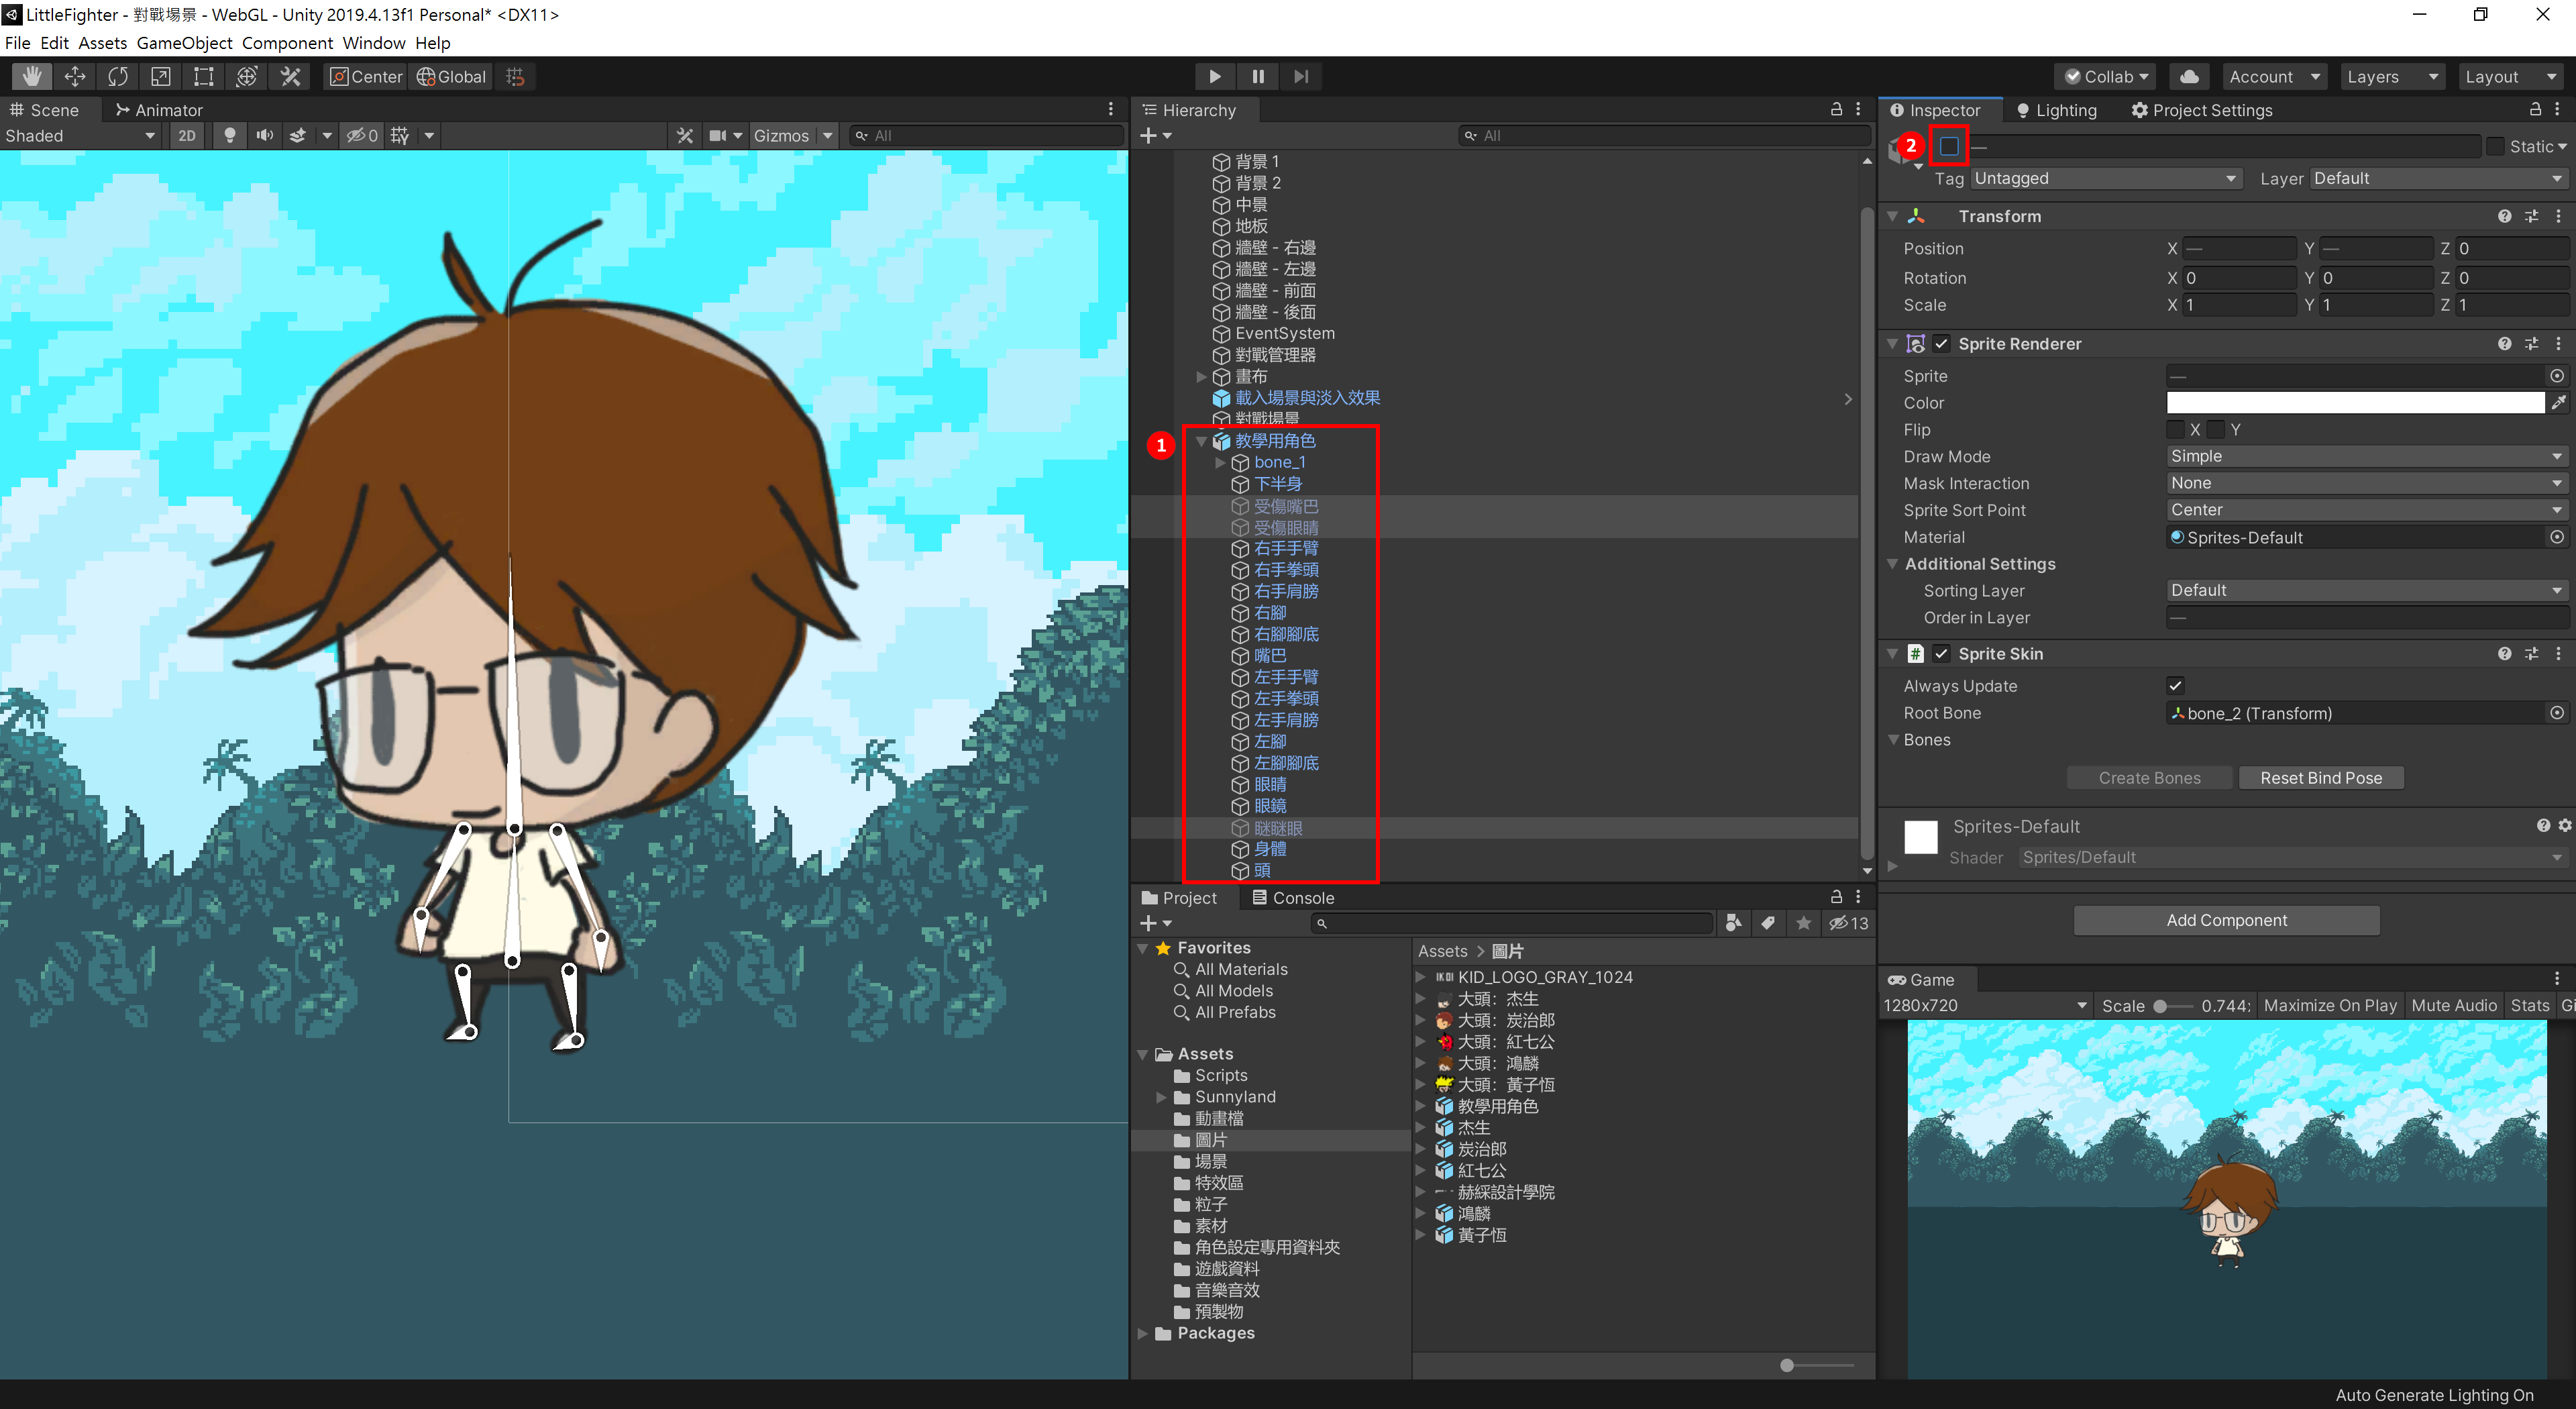 LittleFighter - 對戰場景 - WebGL - Unity 2019.4.13f1 Personal* <DX11>
File Edit Assets GameObject Component Window Help
Center Global
Collab Account Layers Layout
Scene Animator
Shaded 2D 0 Gizmos All
Hierarchy
All
背景 1
背景 2
中景
地板
牆壁 - 右邊
牆壁 - 左邊
牆壁 - 前面
牆壁 - 後面
EventSystem
對戰管理器
畫布
載入場景與淡入效果
對戰場景
1
教學用角色
bone_1
下半身
受傷嘴巴
受傷眼睛
右手手臂
右手拳頭
右手肩膀
右腳
右腳腳底
嘴巴
左手手臂
左手拳頭
左手肩膀
左腳
左腳腳底
眼睛
眼鏡
瞇瞇眼
身體
頭
Project Console
13
Favorites
All Materials
All Models
All Prefabs
Assets
Scripts
Sunnyland
動畫檔
圖片
場景
特效區
粒子
素材
角色設定專用資料夾
遊戲資料
音樂音效
預製物
Packages
Assets > 圖片
KID_LOGO_GRAY_1024
大頭：杰生
大頭：炭治郎
大頭：紅七公
大頭：鴻麟
大頭：黃子恆
教學用角色
杰生
炭治郎
紅七公
赫綵設計學院
鴻麟
黃子恆
Inspector Lighting Project Settings
2 — Static
Tag Untagged Layer Default
Transform
Position X — Y — Z 0
Rotation X 0 Y 0 Z 0
Scale X 1 Y 1 Z 1
Sprite Renderer
Sprite —
Color
Flip X Y
Draw Mode Simple
Mask Interaction None
Sprite Sort Point Center
Material Sprites-Default
Additional Settings
Sorting Layer Default
Order in Layer —
# Sprite Skin
Always Update
Root Bone bone_2 (Transform)
Bones
Create Bones Reset Bind Pose
Sprites-Default
Shader Sprites/Default
Add Component
Game
1280x720 Scale 0.744: Maximize On Play Mute Audio Stats Gi
Auto Generate Lighting On